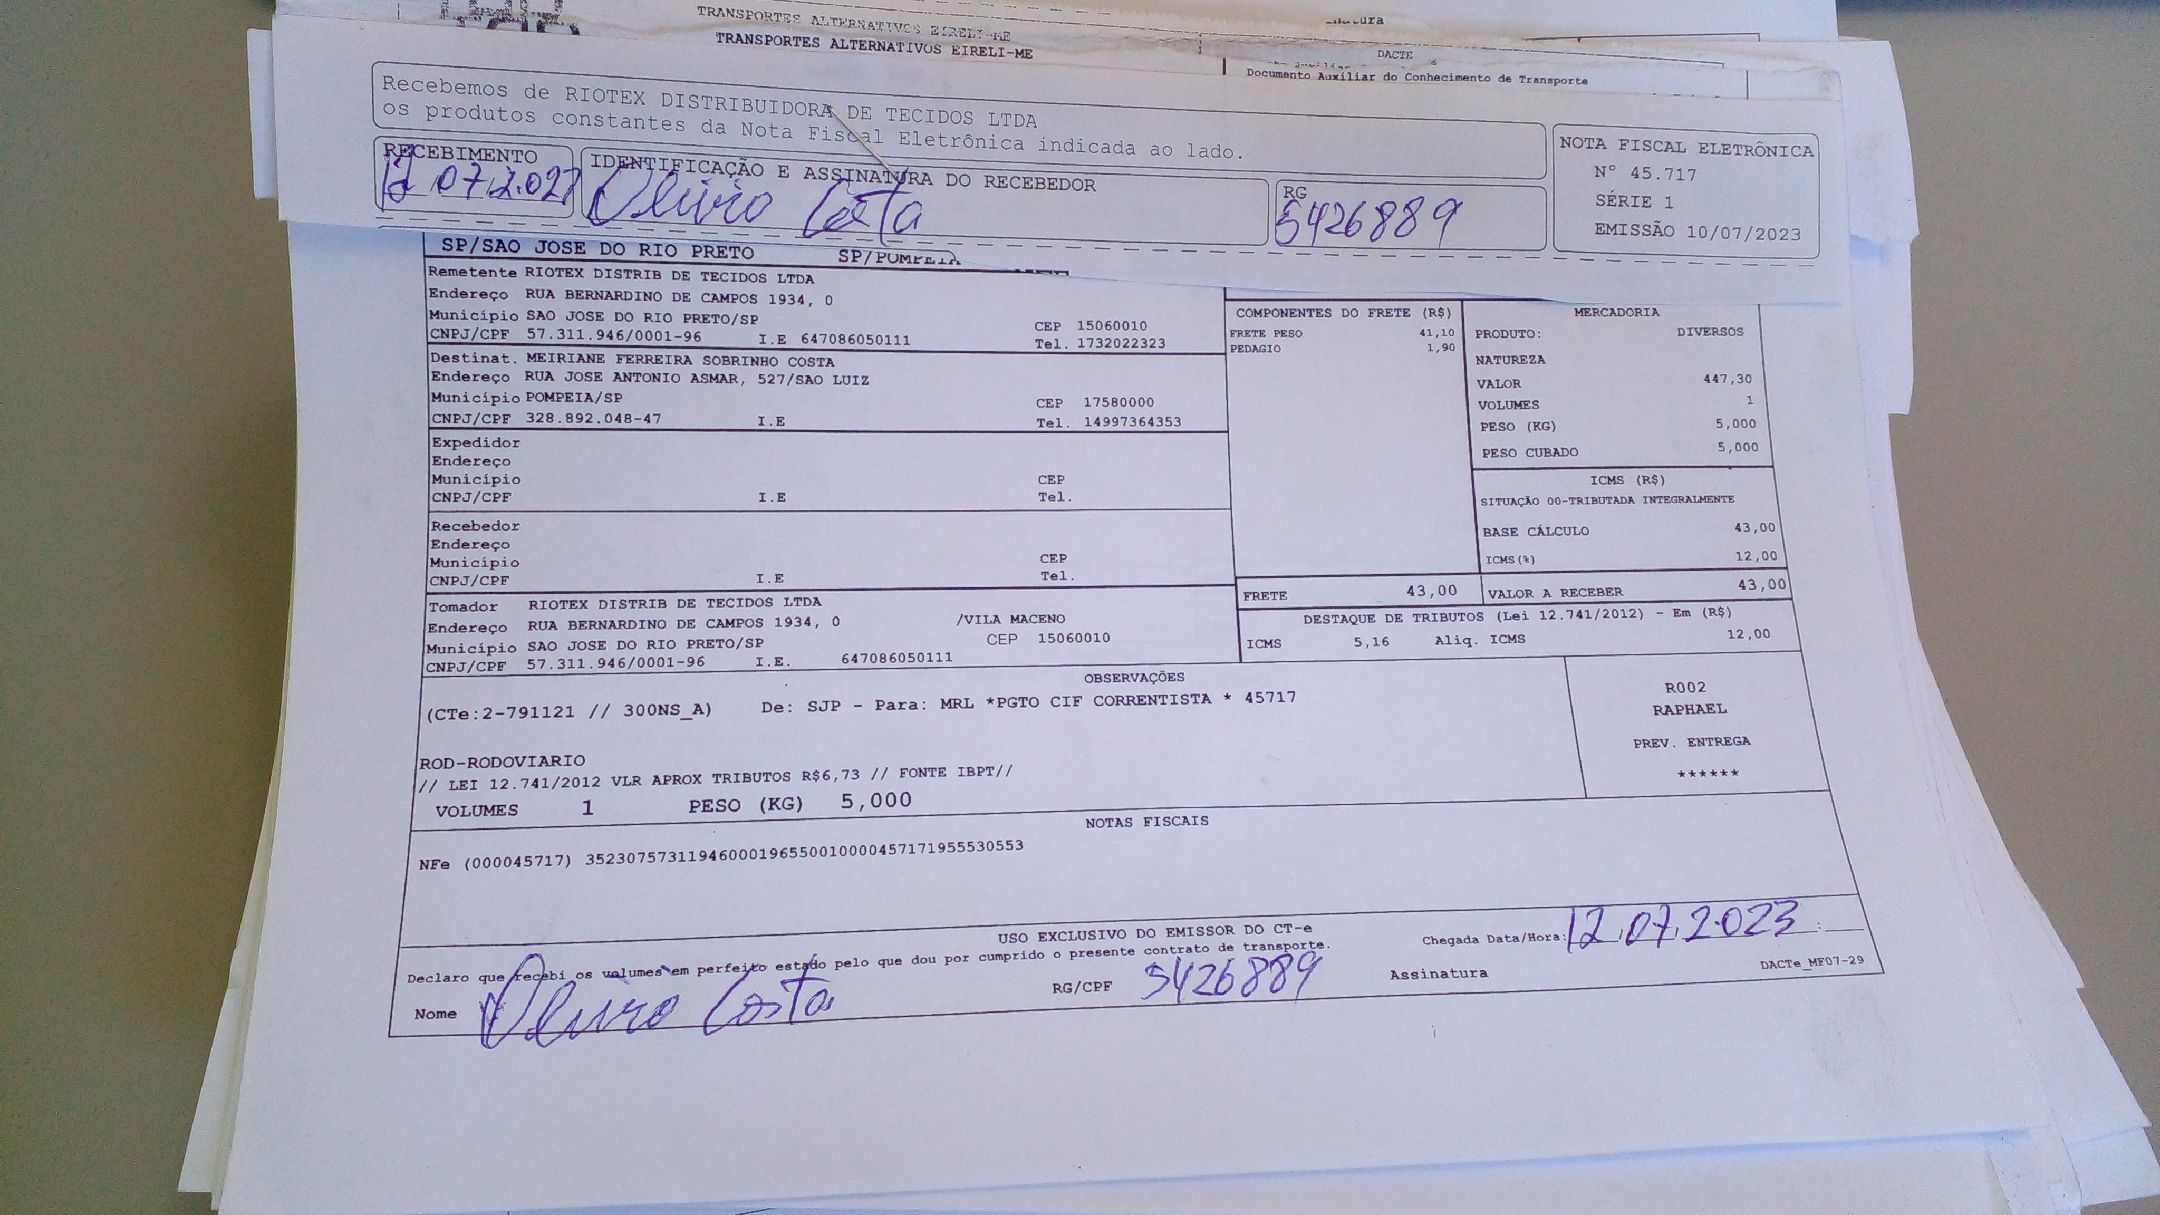 TRANSPORTES ALTERNATIVOS EIRELI-ME
TRANSPORTES ALTERNATIVOS EIRELI-ME
DACTE
Documento Auxiliar do Conhecimento de Transporte
Recebemos de RIOTEX DISTRIBUIDORA DE TECIDOS LTDA
os produtos constantes da Nota Fiscal Eletrônica indicada ao lado.
RECEBIMENTO
12.07.2.023
IDENTIFICAÇÃO E ASSINATURA DO RECEBEDOR
Costa
RG
5426889
NOTA FISCAL ELETRÔNICA
N° 45.717
SÉRIE 1
EMISSÃO 10/07/2023
SP/SAO JOSE DO RIO PRETO SP/POMPEIA
Remetente RIOTEX DISTRIB DE TECIDOS LTDA
Endereço RUA BERNARDINO DE CAMPOS 1934, 0
Município SAO JOSE DO RIO PRETO/SP CEP 15060010
CNPJ/CPF 57.311.946/0001-96 I.E 647086050111 Tel. 1732022323
Destinat. MEIRIANE FERREIRA SOBRINHO COSTA
Endereço RUA JOSE ANTONIO ASMAR, 527/SAO LUIZ
Município POMPEIA/SP CEP 17580000
CNPJ/CPF 328.892.048-47 I.E Tel. 14997364353
Expedidor
Endereço
Município CEP
CNPJ/CPF I.E Tel.
Recebedor
Endereço
Município CEP
CNPJ/CPF I.E Tel.
Tomador RIOTEX DISTRIB DE TECIDOS LTDA
Endereço RUA BERNARDINO DE CAMPOS 1934, 0 /VILA MACENO
Município SAO JOSE DO RIO PRETO/SP CEP 15060010
CNPJ/CPF 57.311.946/0001-96 I.E. 647086050111
COMPONENTES DO FRETE (R$)
FRETE PESO 41,10
PEDAGIO 1,90
MERCADORIA
PRODUTO: DIVERSOS
NATUREZA
VALOR 447,30
VOLUMES 1
PESO (KG) 5,000
PESO CUBADO 5,000
ICMS (R$)
SITUAÇÃO 00-TRIBUTADA INTEGRALMENTE
BASE CÁLCULO 43,00
ICMS(%) 12,00
FRETE 43,00 VALOR A RECEBER 43,00
DESTAQUE DE TRIBUTOS (Lei 12.741/2012) - Em (R$)
ICMS 5,16 Aliq. ICMS 12,00
OBSERVAÇÕES
(CTe:2-791121 // 300NS_A) De: SJP - Para: MRL *PGTO CIF CORRENTISTA * 45717
ROD-RODOVIARIO
// LEI 12.741/2012 VLR APROX TRIBUTOS R$6,73 // FONTE IBPT//
VOLUMES 1 PESO (KG) 5,000
R002
RAPHAEL
PREV. ENTREGA
******
NOTAS FISCAIS
NFe (000045717) 35230757311946000196550010000457171955530553
USO EXCLUSIVO DO EMISSOR DO CT-e
Declaro que recebi os volumes em perfeito estado pelo que dou por cumprido o presente contrato de transporte.
Chegada Data/Hora: 12.07.2.023 :
Nome Costa RG/CPF 5426889 Assinatura
DACTe_MF07-29